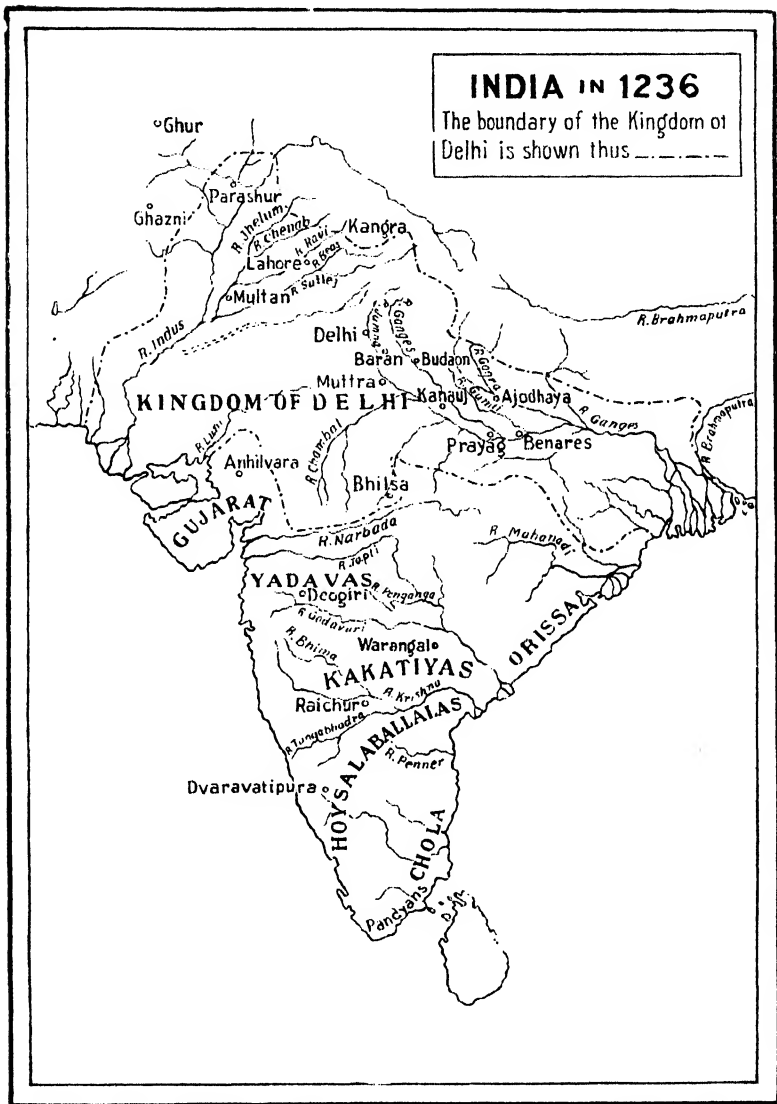 INDIA IN 1236
The boundary of the Kingdom of
Delhi is shown thus
Ghur
Parashur
Ghazni
R. Jhelum
R. Chenab
R. Ravi
Kangra
Lahore
R. Beas
Multan
R. Sutlej
R. Indus
R. Brahmaputra
Delhi
Jumna
Ganges
Baran
Budaon
R. Gogra
Muttra
R. Gumti
KINGDOM OF DELHI
Kanauj
Ajodhaya
R. Ganges
R. Brahmaputra
R. Luni
R. Chambal
Prayag
Benares
Anhilvara
Bhilsa
GUJARAT
R. Narbada
R. Mahanadi
R. Tapti
YADAVAS
Deogiri
R. Penganga
R. Godavari
ORISSA
R. Bhima
Warangal
KAKATIYAS
Raichur
R. Krishna
R. Tungabhadra
HOYSALABALLALAS
R. Penner
Dvaravatipura
CHOLA
Pandyans